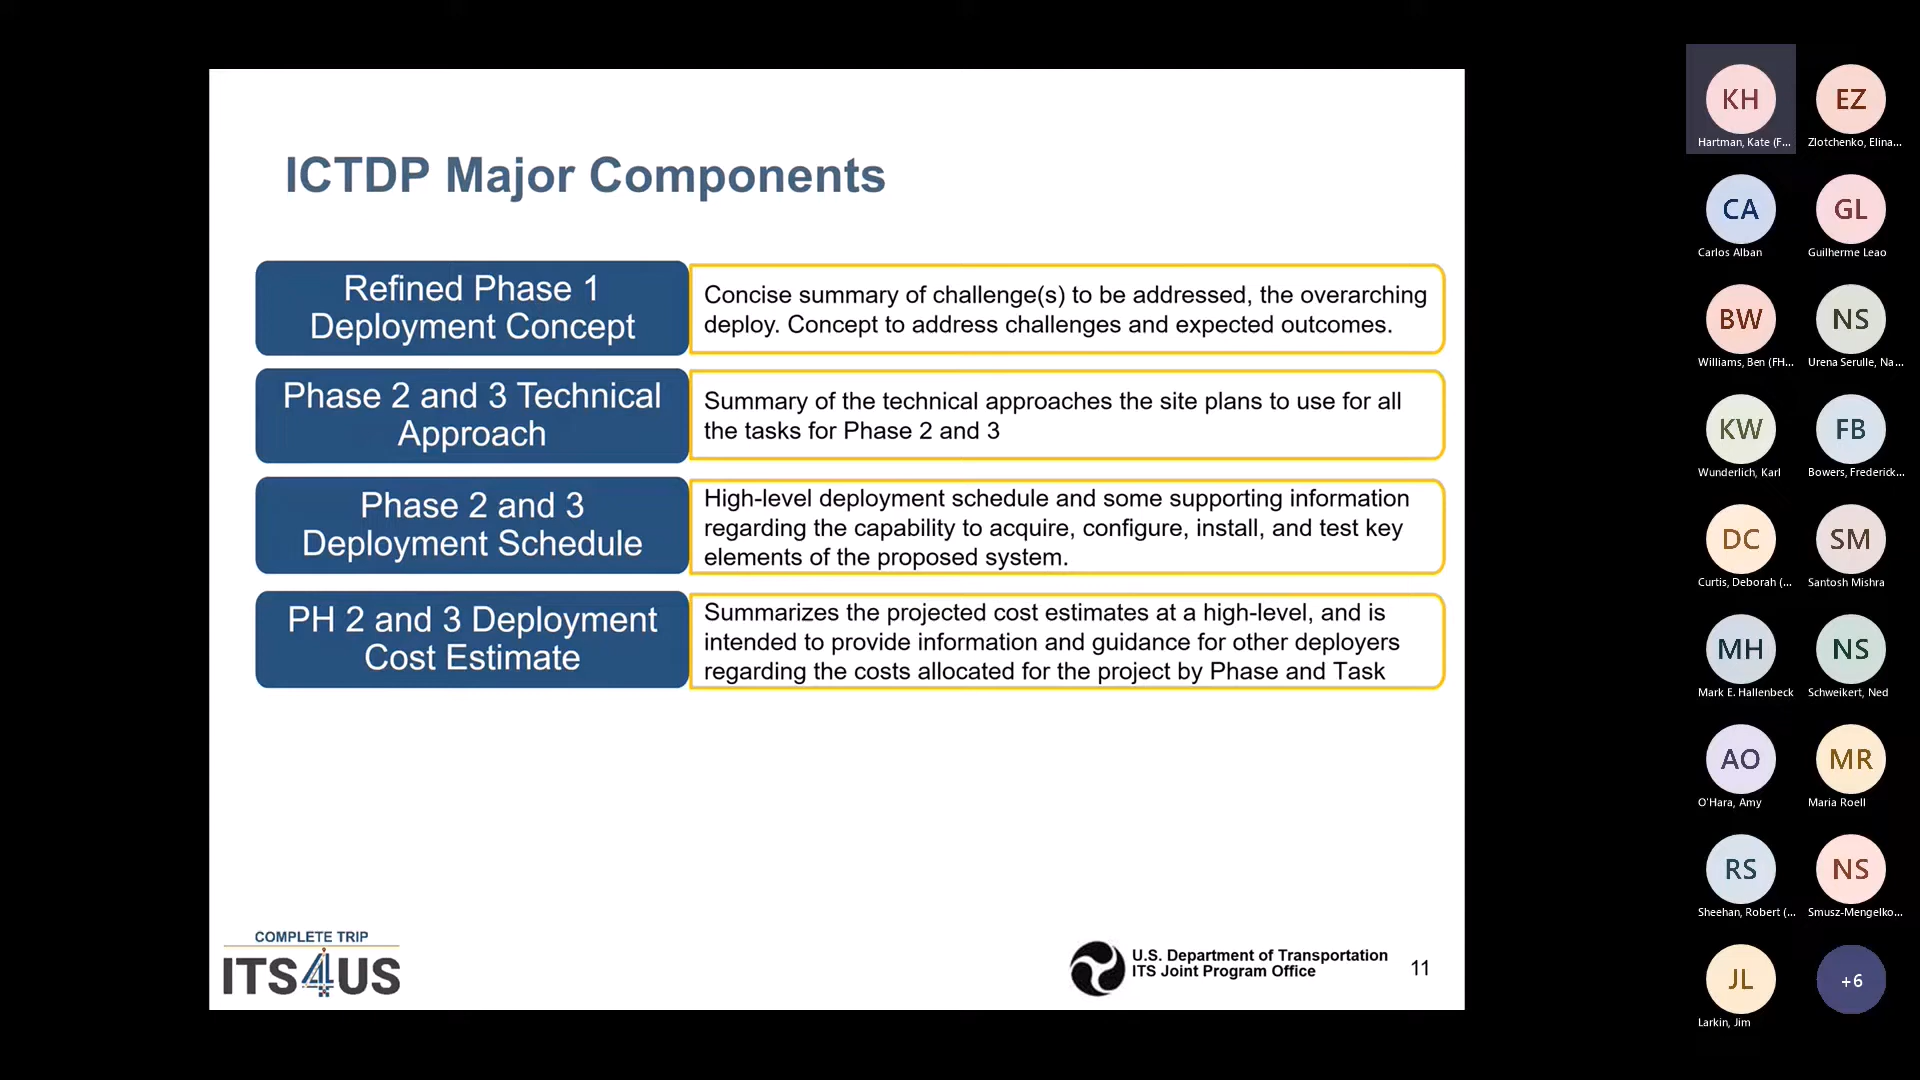 ICTDP Major Components
Refined Phase 1
Deployment Concept
Concise summary of challenge(s) to be addressed, the overarching
deploy. Concept to address challenges and expected outcomes.
Phase 2 and 3 Technical
Approach
Summary of the technical approaches the site plans to use for all
the tasks for Phase 2 and 3
Phase 2 and 3
Deployment Schedule
High-level deployment schedule and some supporting information
regarding the capability to acquire, configure, install, and test key
elements of the proposed system.
PH 2 and 3 Deployment
Cost Estimate
Summarizes the projected cost estimates at a high-level, and is
intended to provide information and guidance for other deployers
regarding the costs allocated for the project by Phase and Task
COMPLETE TRIP
ITS4US
U.S. Department of Transportation
ITS Joint Program Office
11
KH
Hartman, Kate (F...
EZ
Zlotchenko, Elina...
CA
Carlos Alban
GL
Guilherme Leao
BW
Williams, Ben (FH...
NS
Urena Serulle, Na...
KW
Wunderlich, Karl
FB
Bowers, Frederick...
DC
Curtis, Deborah (...
SM
Santosh Mishra
MH
Mark E. Hallenbeck
NS
Schweikert, Ned
AO
O'Hara, Amy
MR
Maria Roell
RS
Sheehan, Robert (...
NS
Smusz-Mengelko...
JL
Larkin, Jim
+6